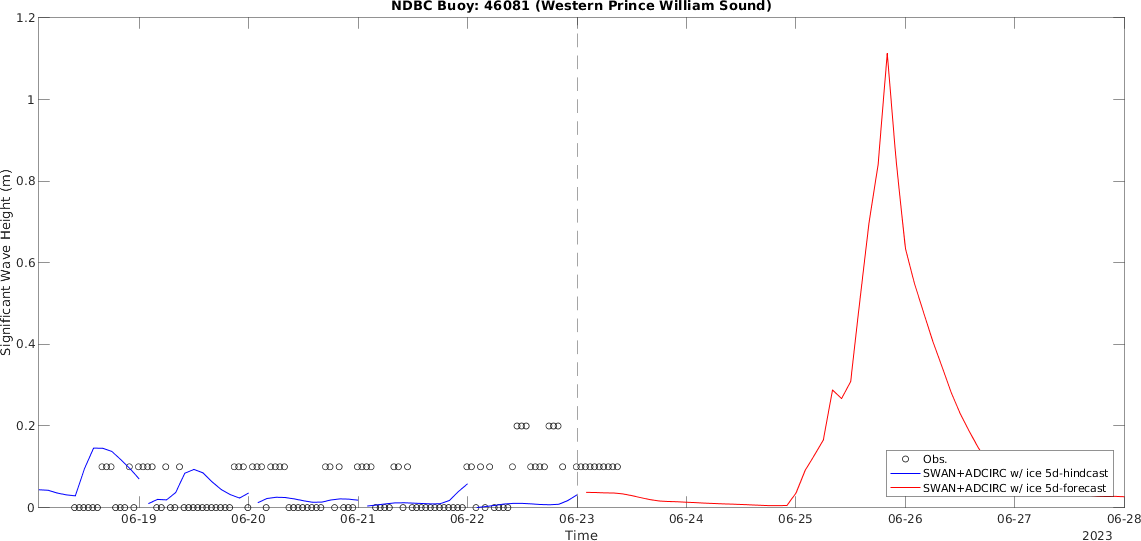 NDBC Buoy: 46081 (Western Prince William Sound)
1.2
1
0.8
0.6
0.4
0.2
0
Significant Wave Height (m)
Obs.
SWAN+ADCIRC w/ ice 5d-hindcast
SWAN+ADCIRC w/ ice 5d-forecast
06-19 06-20 06-21 06-22 06-23 06-24 06-25 06-26 06-27 06-28
Time
2023